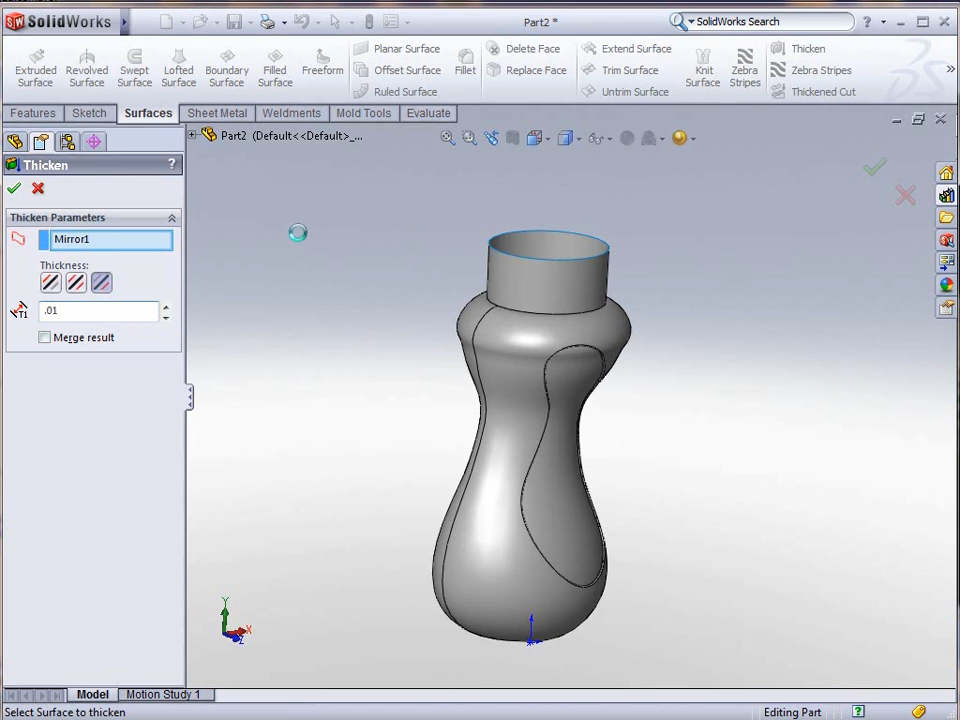 SolidWorks
Part2 *
SolidWorks Search
?
Extruded Surface
Revolved Surface
Swept Surface
Lofted Surface
Boundary Surface
Filled Surface
Freeform
Planar Surface
Offset Surface
Ruled Surface
Fillet
Delete Face
Replace Face
Extend Surface
Trim Surface
Untrim Surface
Knit Surface
Zebra Stripes
Thicken
Zebra Stripes
Thickened Cut
Features
Sketch
Surfaces
Sheet Metal
Weldments
Mold Tools
Evaluate
Part2 (Default<<Default>_...
Thicken
?
Thicken Parameters
Mirror1
Thickness:
T1
.01
Merge result
Y
X
Z
Model
Motion Study 1
Select Surface to thicken
Editing Part
?